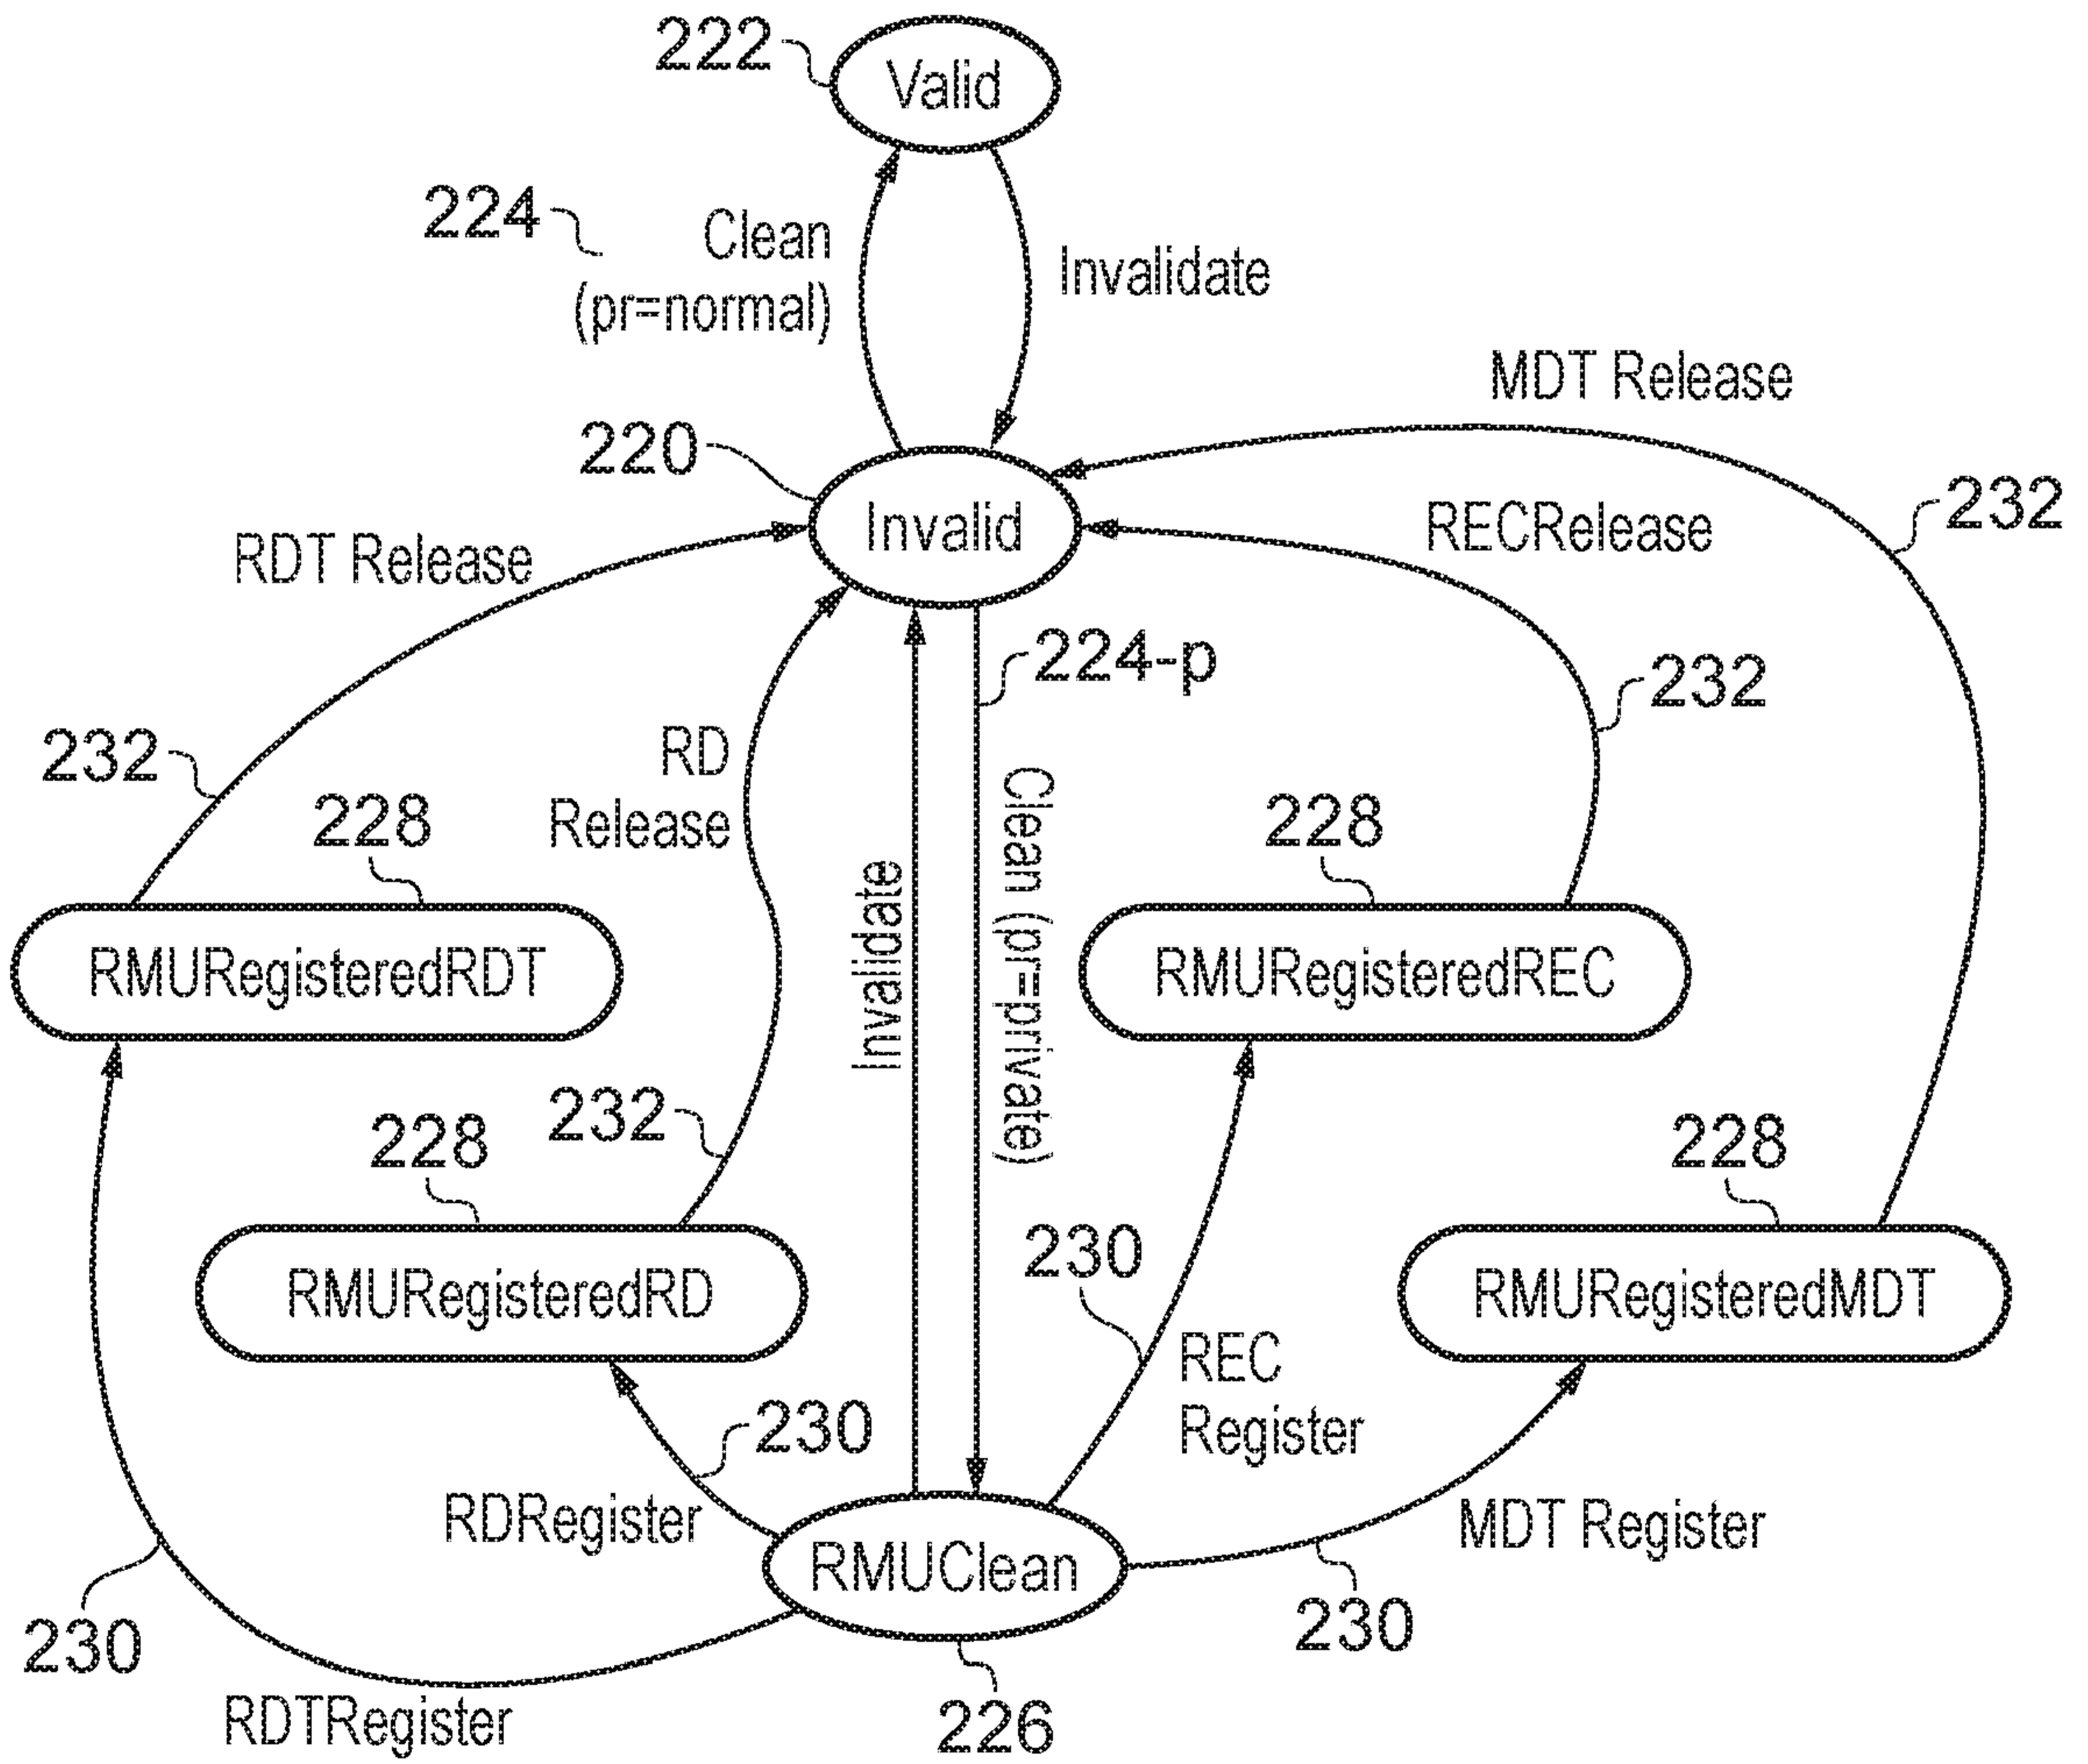 222
Valid
224
Clean
(pr=normal)
Invalidate
MDT Release
220
Invalid
RECRelease
232
RDT Release
224-p
232
232
RD
Release
228
228
Invalidate
Clean (pr=private)
RMURegisteredRDT
RMURegisteredREC
228
232
228
RMURegisteredRD
230
RMURegisteredMDT
REC
Register
230
RDRegister
MDT Register
RMUClean
230
230
RDTRegister
226